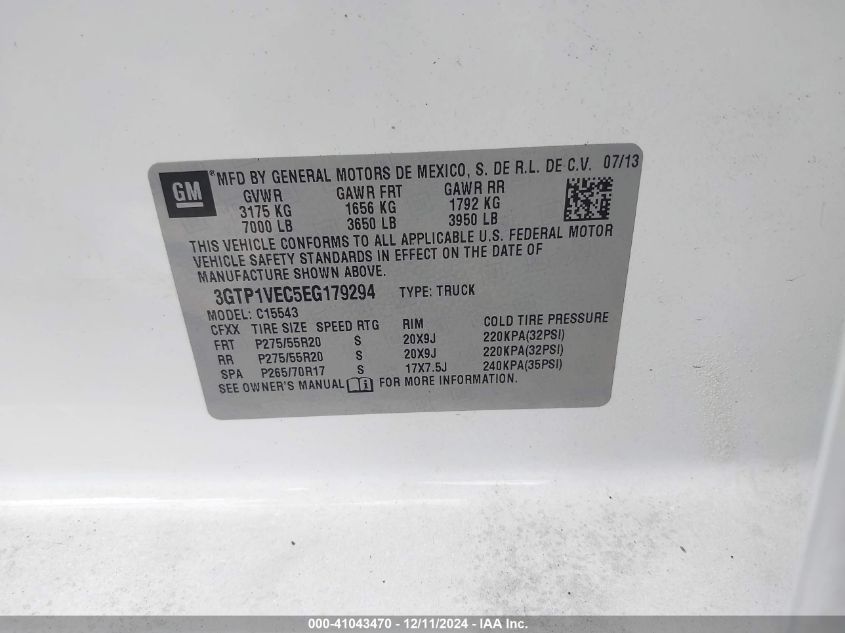 GM ® MFD BY GENERAL MOTORS DE MEXICO, S. DE R.L. DE C.V. 07/13
GVWR GAWR FRT GAWR RR
3175 KG 1656 KG 1792 KG
7000 LB 3650 LB 3950 LB
THIS VEHICLE CONFORMS TO ALL APPLICABLE U.S. FEDERAL MOTOR
VEHICLE SAFETY STANDARDS IN EFFECT ON THE DATE OF
MANUFACTURE SHOWN ABOVE.
3GTP1VEC5EG179294 TYPE: TRUCK
MODEL: C15543
CFXX TIRE SIZE SPEED RTG RIM COLD TIRE PRESSURE
FRT P275/55R20 S 20X9J 220KPA(32PSI)
RR P275/55R20 S 20X9J 220KPA(32PSI)
SPA P265/70R17 S 17X7.5J 240KPA(35PSI)
SEE OWNER'S MANUAL FOR MORE INFORMATION.
000-41043470 - 12/11/2024 - IAA Inc.